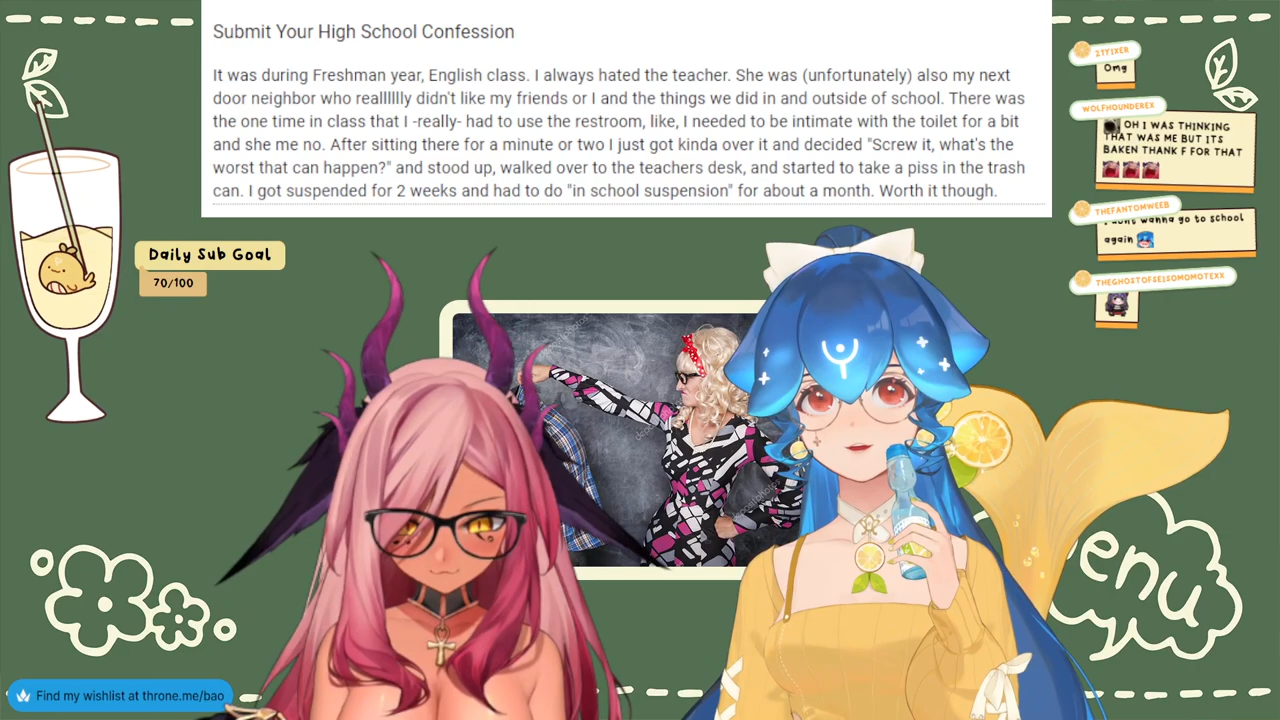 Submit Your High School Confession
It was during Freshman year, English class. I always hated the teacher. She was (unfortunately) also my next
door neighbor who realllllly didn't like my friends or I and the things we did in and outside of school. There was
the one time in class that I -really- had to use the restroom, like, I needed to be intimate with the toilet for a bit
and she me no. After sitting there for a minute or two I just got kinda over it and decided "Screw it, what's the
worst that can happen?" and stood up, walked over to the teachers desk, and started to take a piss in the trash
can. I got suspended for 2 weeks and had to do "in school suspension" for about a month. Worth it though.
Daily Sub Goal
70/100
21YIXER
Omg
WOLFHOUNDEREX
OH I WAS THINKING
THAT WAS ME BUT ITS
BAKEN THANK F FOR THAT
THEFANTOMWEEB
I dont wanna go to school
again
THEGHOSTOFSEISOMOMOTEXX
enu
Find my wishlist at throne.me/bao